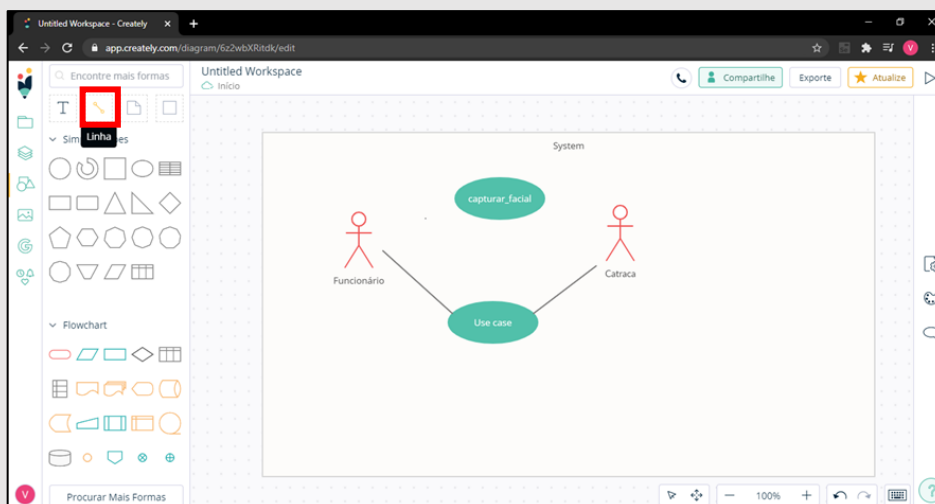 Untitled Workspace - Creately
app.creately.com/diagram/6z2wbXRitdk/edit
Encontre mais formas
Untitled Workspace
Início
Compartilhe
Exporte
Atualize
T
Linha
System
capturar_facial
Funcionário
Catraca
Use case
Flowchart
Procurar Mais Formas
100%
V
V